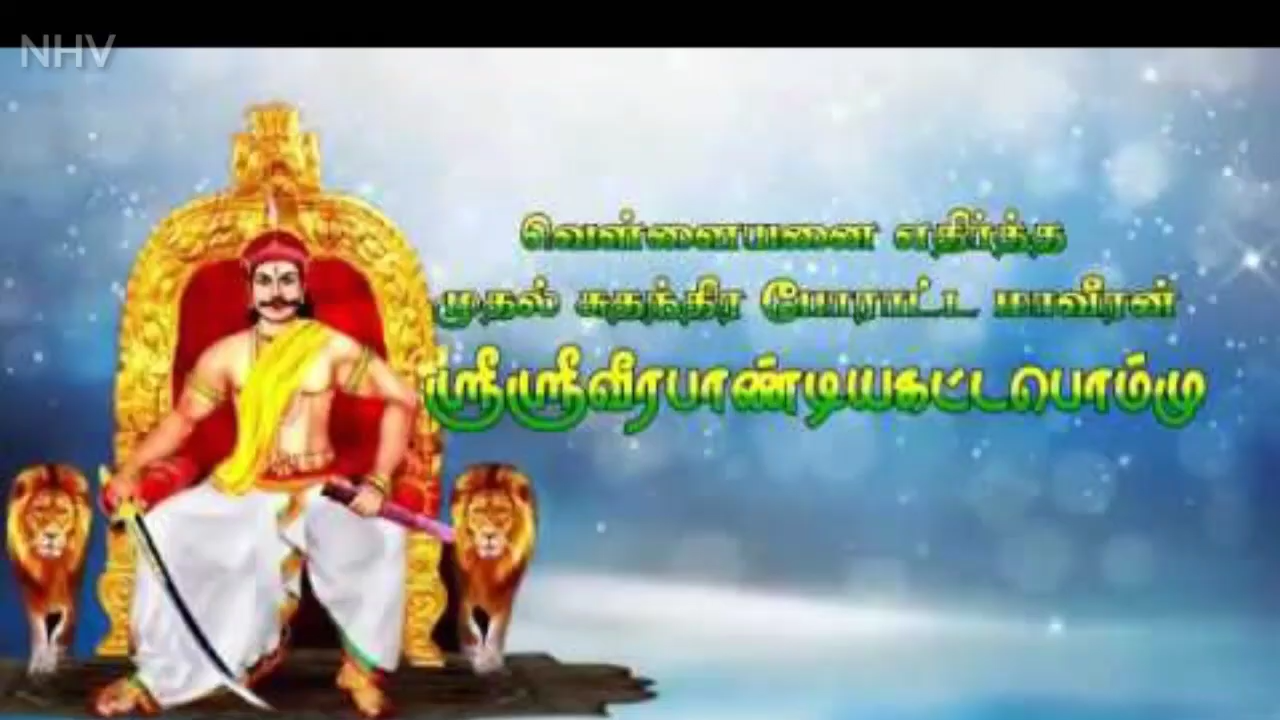 NHV
வெள்ளையனை எதிர்த்த
முதல் சுதந்திர போராட்ட மாவீரன்
ஸ்ரீஸ்ரீவீரபாண்டியகட்டபொம்மு